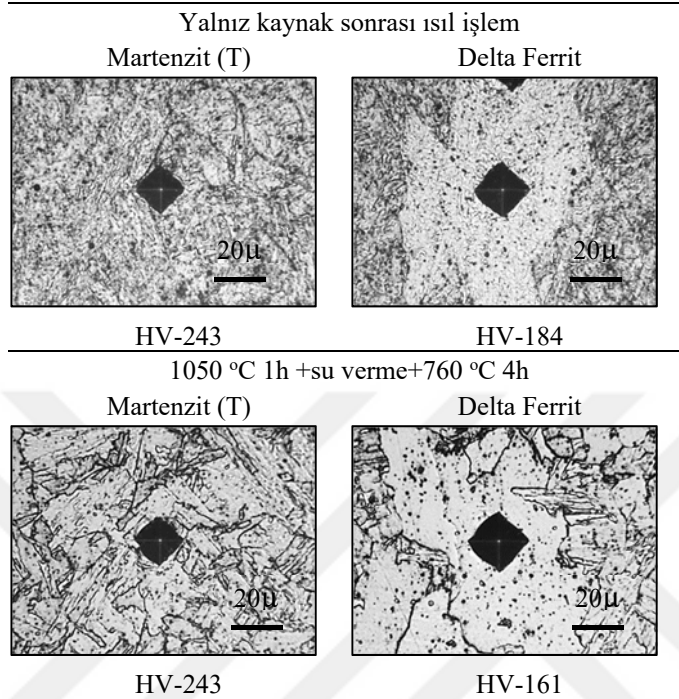 Yalnız kaynak sonrası ısıl işlem
Martenzit (T) Delta Ferrit
20µ 20µ
HV-243 HV-184
1050 ºC 1h +su verme+760 ºC 4h
Martenzit (T) Delta Ferrit
20µ 20µ
HV-243 HV-161